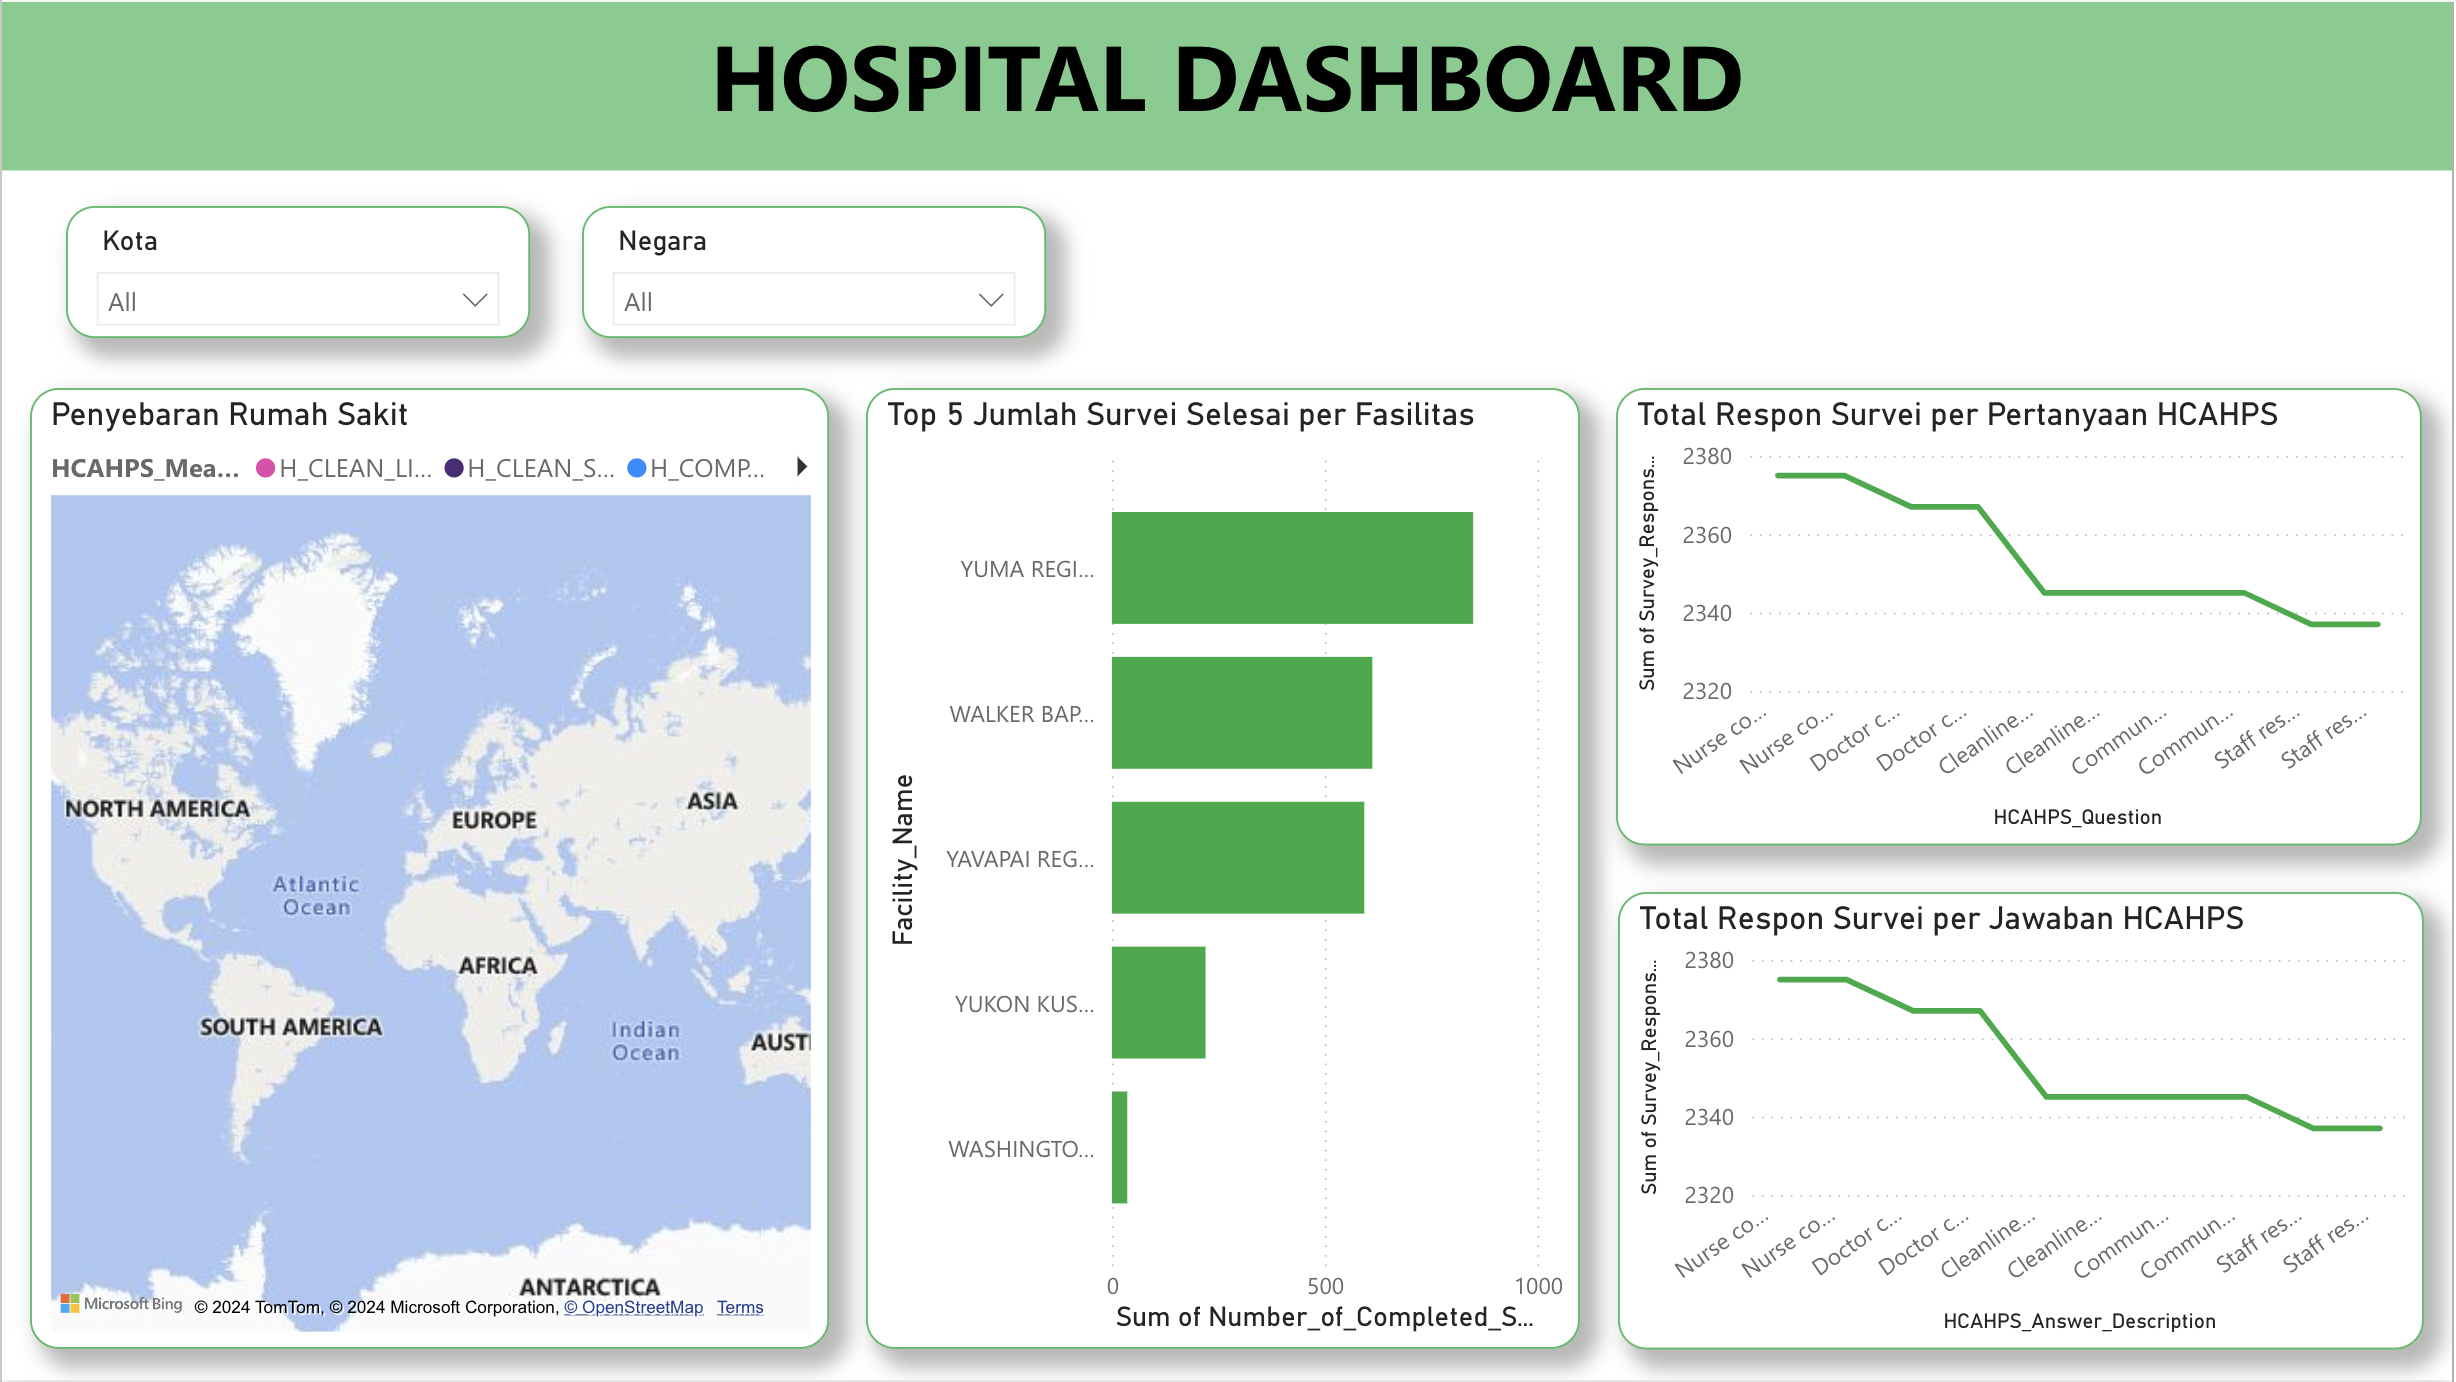 HOSPITAL DASHBOARD
Kota
All
Negara
All
Penyebaran Rumah Sakit
HCAHPS_Mea... H_CLEAN_LI... H_CLEAN_S... H_COMP...
NORTH AMERICA
EUROPE
ASIA
Atlantic
Ocean
AFRICA
SOUTH AMERICA
Indian
Ocean
AUST
ANTARCTICA
Microsoft Bing © 2024 TomTom, © 2024 Microsoft Corporation, © OpenStreetMap Terms
Top 5 Jumlah Survei Selesai per Fasilitas
Facility_Name
YUMA REGI...
WALKER BAP...
YAVAPAI REG...
YUKON KUS...
WASHINGTO...
0 500 1000
Sum of Number_of_Completed_S...
Total Respon Survei per Pertanyaan HCAHPS
Sum of Survey_Respons...
2380
2360
2340
2320
Nurse co...
Nurse co...
Doctor c...
Doctor c...
Cleanline...
Cleanline...
Commun...
Commun...
Staff res...
Staff res...
HCAHPS_Question
Total Respon Survei per Jawaban HCAHPS
Sum of Survey_Respons...
2380
2360
2340
2320
Nurse co...
Nurse co...
Doctor c...
Doctor c...
Cleanline...
Cleanline...
Commun...
Commun...
Staff res...
Staff res...
HCAHPS_Answer_Description